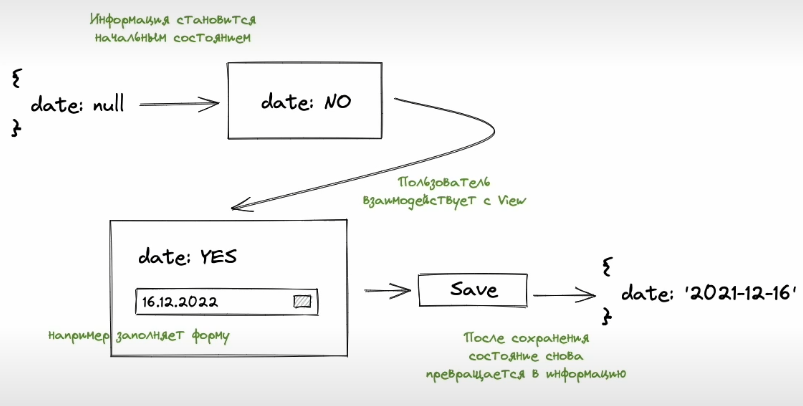 Информация становится
начальным состоянием
{
date: null
}
date: NO
Пользователь
взаимодействует с View
date: YES
16.12.2022
Например заполняет форму
Save
{
date: '2021-12-16'
}
После сохранения
состояние снова
превращается в информацию